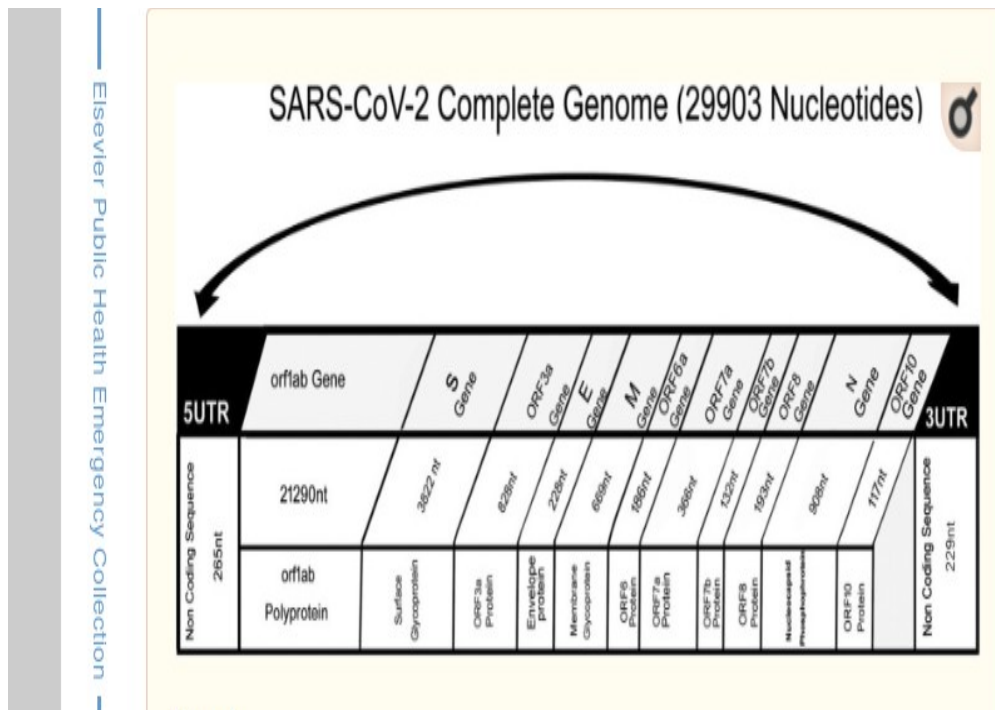 Elsevier Public Health Emergency Collection
SARS-CoV-2 Complete Genome (29903 Nucleotides)
5UTR
orf1ab Gene
S
Gene
ORF3a
Gene
E
Gene
M
Gene
ORF6a
Gene
ORF7a
Gene
ORF7b
Gene
ORF8
Gene
N
Gene
ORF10
Gene
3UTR
Non Coding Sequence
265nt
21290nt
3822 nt
828nt
228nt
669nt
186nt
366nt
132nt
193nt
908nt
117nt
orf1ab
Polyprotein
Surface
Glycoprotein
ORF3a
Protein
Envelope
protein
Membrane
Glycoprotein
ORF6
Protein
ORF7a
Protein
ORF7b
Protein
ORF8
Protein
Nucleocapsid
Phosphoprotein
ORF10
Protein
Non Coding Sequence
229nt